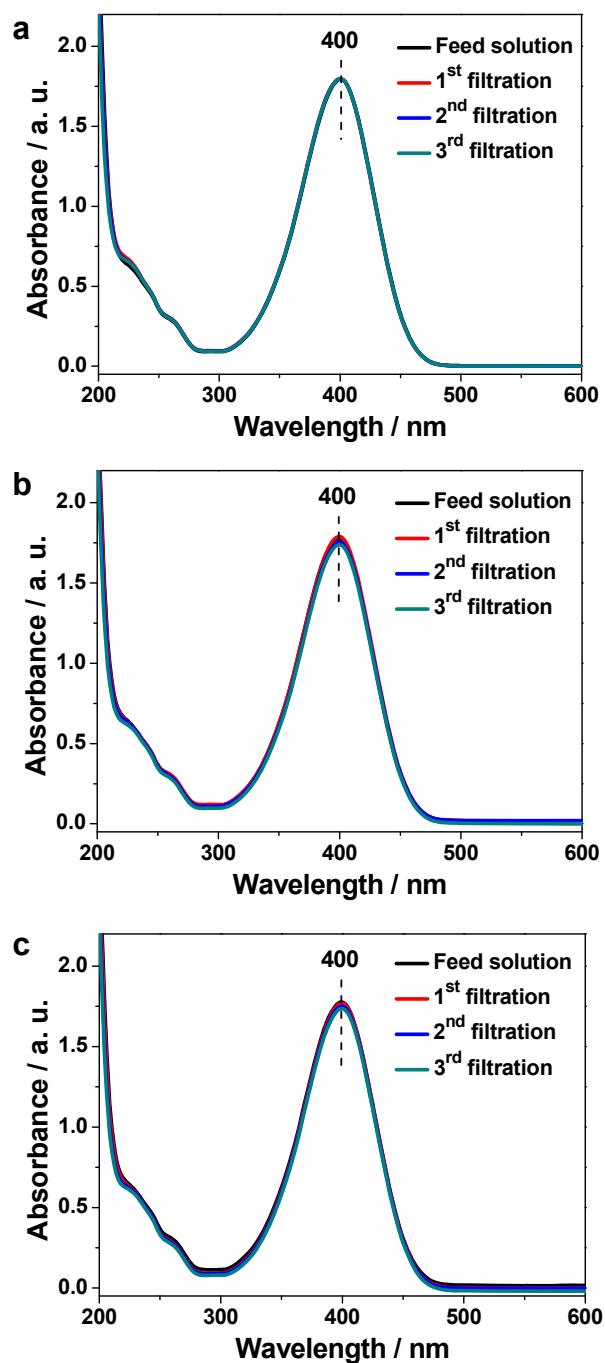 a
400
Feed solution
1st filtration
2nd filtration
3rd filtration
2.0
1.5
1.0
0.5
0.0
Absorbance / a. u.
200 300 400 500 600
Wavelength / nm
b
400
Feed solution
1st filtration
2nd filtration
3rd filtration
2.0
1.5
1.0
0.5
0.0
Absorbance / a. u.
200 300 400 500 600
Wavelength / nm
c
400
Feed solution
1st filtration
2nd filtration
3rd filtration
2.0
1.5
1.0
0.5
0.0
Absorbance / a. u.
200 300 400 500 600
Wavelength / nm